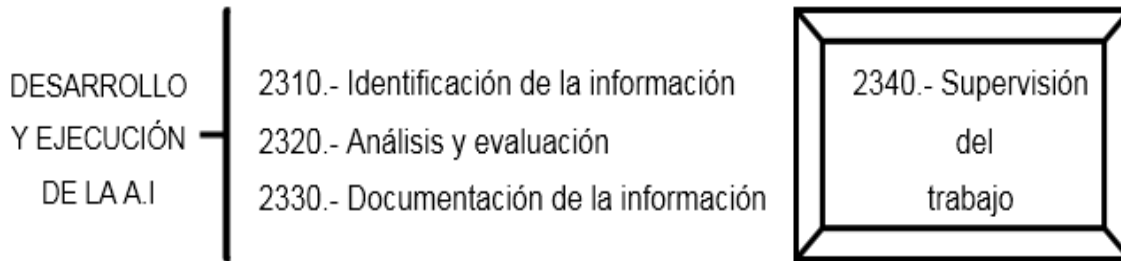 DESARROLLO
Y EJECUCIÓN
DE LA A.I
2310.- Identificación de la información
2320.- Análisis y evaluación
2330.- Documentación de la información
2340.- Supervisión
del
trabajo